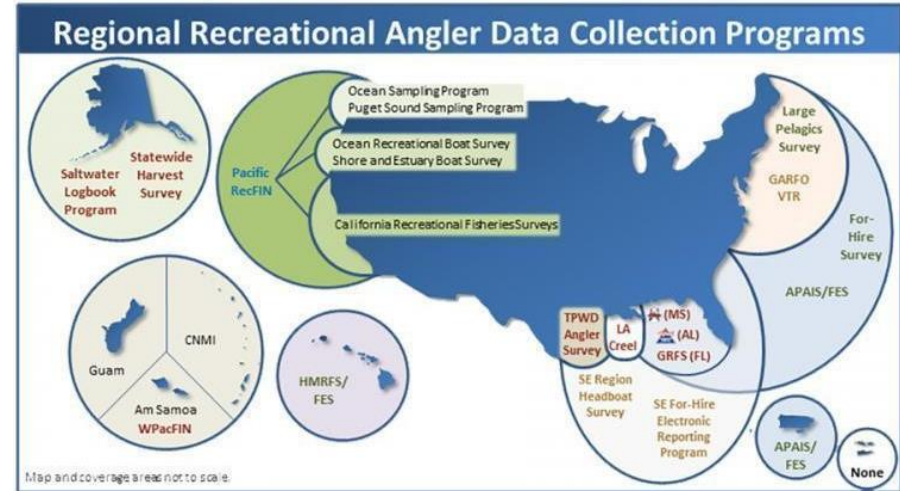 Regional Recreational Angler Data Collection Programs
Saltwater
Logbook
Program
Statewide
Harvest
Survey
Pacific
RecFIN
Ocean Sampling Program
Puget Sound Sampling Program
Ocean Recreational Boat Survey
Shore and Estuary Boat Survey
California Recreational Fisheries Surveys
Large
Pelagics
Survey
GARFO
VTR
For-
Hire
Survey
APAIS/FES
Guam
CNMI
Am Samoa
WPacFIN
HMRFS/
FES
TPWD
Angler
Survey
LA
Creel
(MS)
(AL)
GRFS (FL)
SE Region
Headboat
Survey
SE For-Hire
Electronic
Reporting
Program
APAIS/
FES
None
Map and coverage areas not to scale.